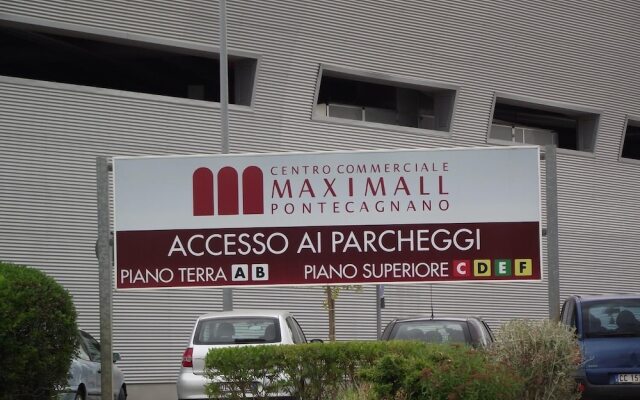 CENTRO COMMERCIALE
MAXIMALL
PONTECAGNANO
ACCESSO AI PARCHEGGI
PIANO TERRA A B PIANO SUPERIORE C D E F